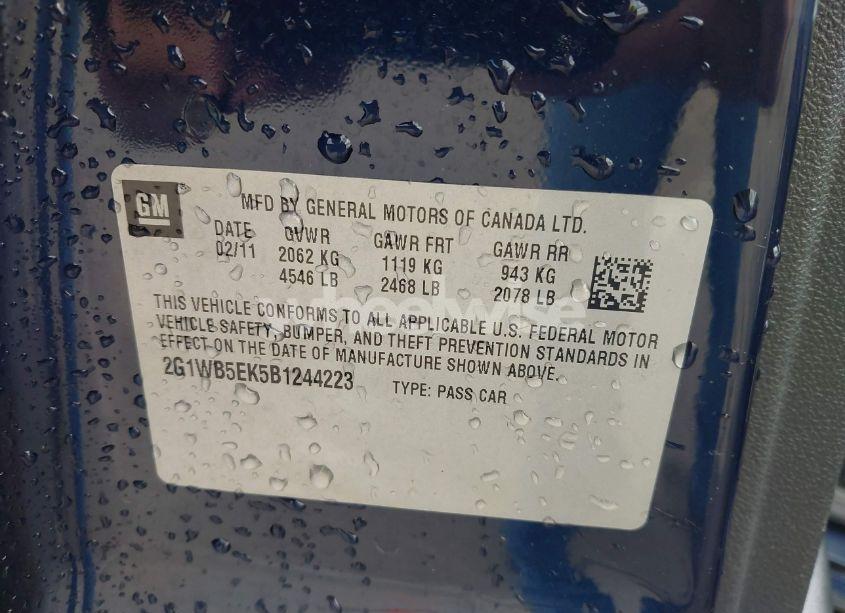 GM
MFD BY GENERAL MOTORS OF CANADA LTD.
DATE GVWR GAWR FRT GAWR RR
02/11 2062 KG 1119 KG 943 KG
4546 LB 2468 LB 2078 LB
THIS VEHICLE CONFORMS TO ALL APPLICABLE U.S. FEDERAL MOTOR
VEHICLE SAFETY, BUMPER, AND THEFT PREVENTION STANDARDS IN
EFFECT ON THE DATE OF MANUFACTURE SHOWN ABOVE.
2G1WB5EK5B1244223 TYPE: PASS CAR
wheelwise